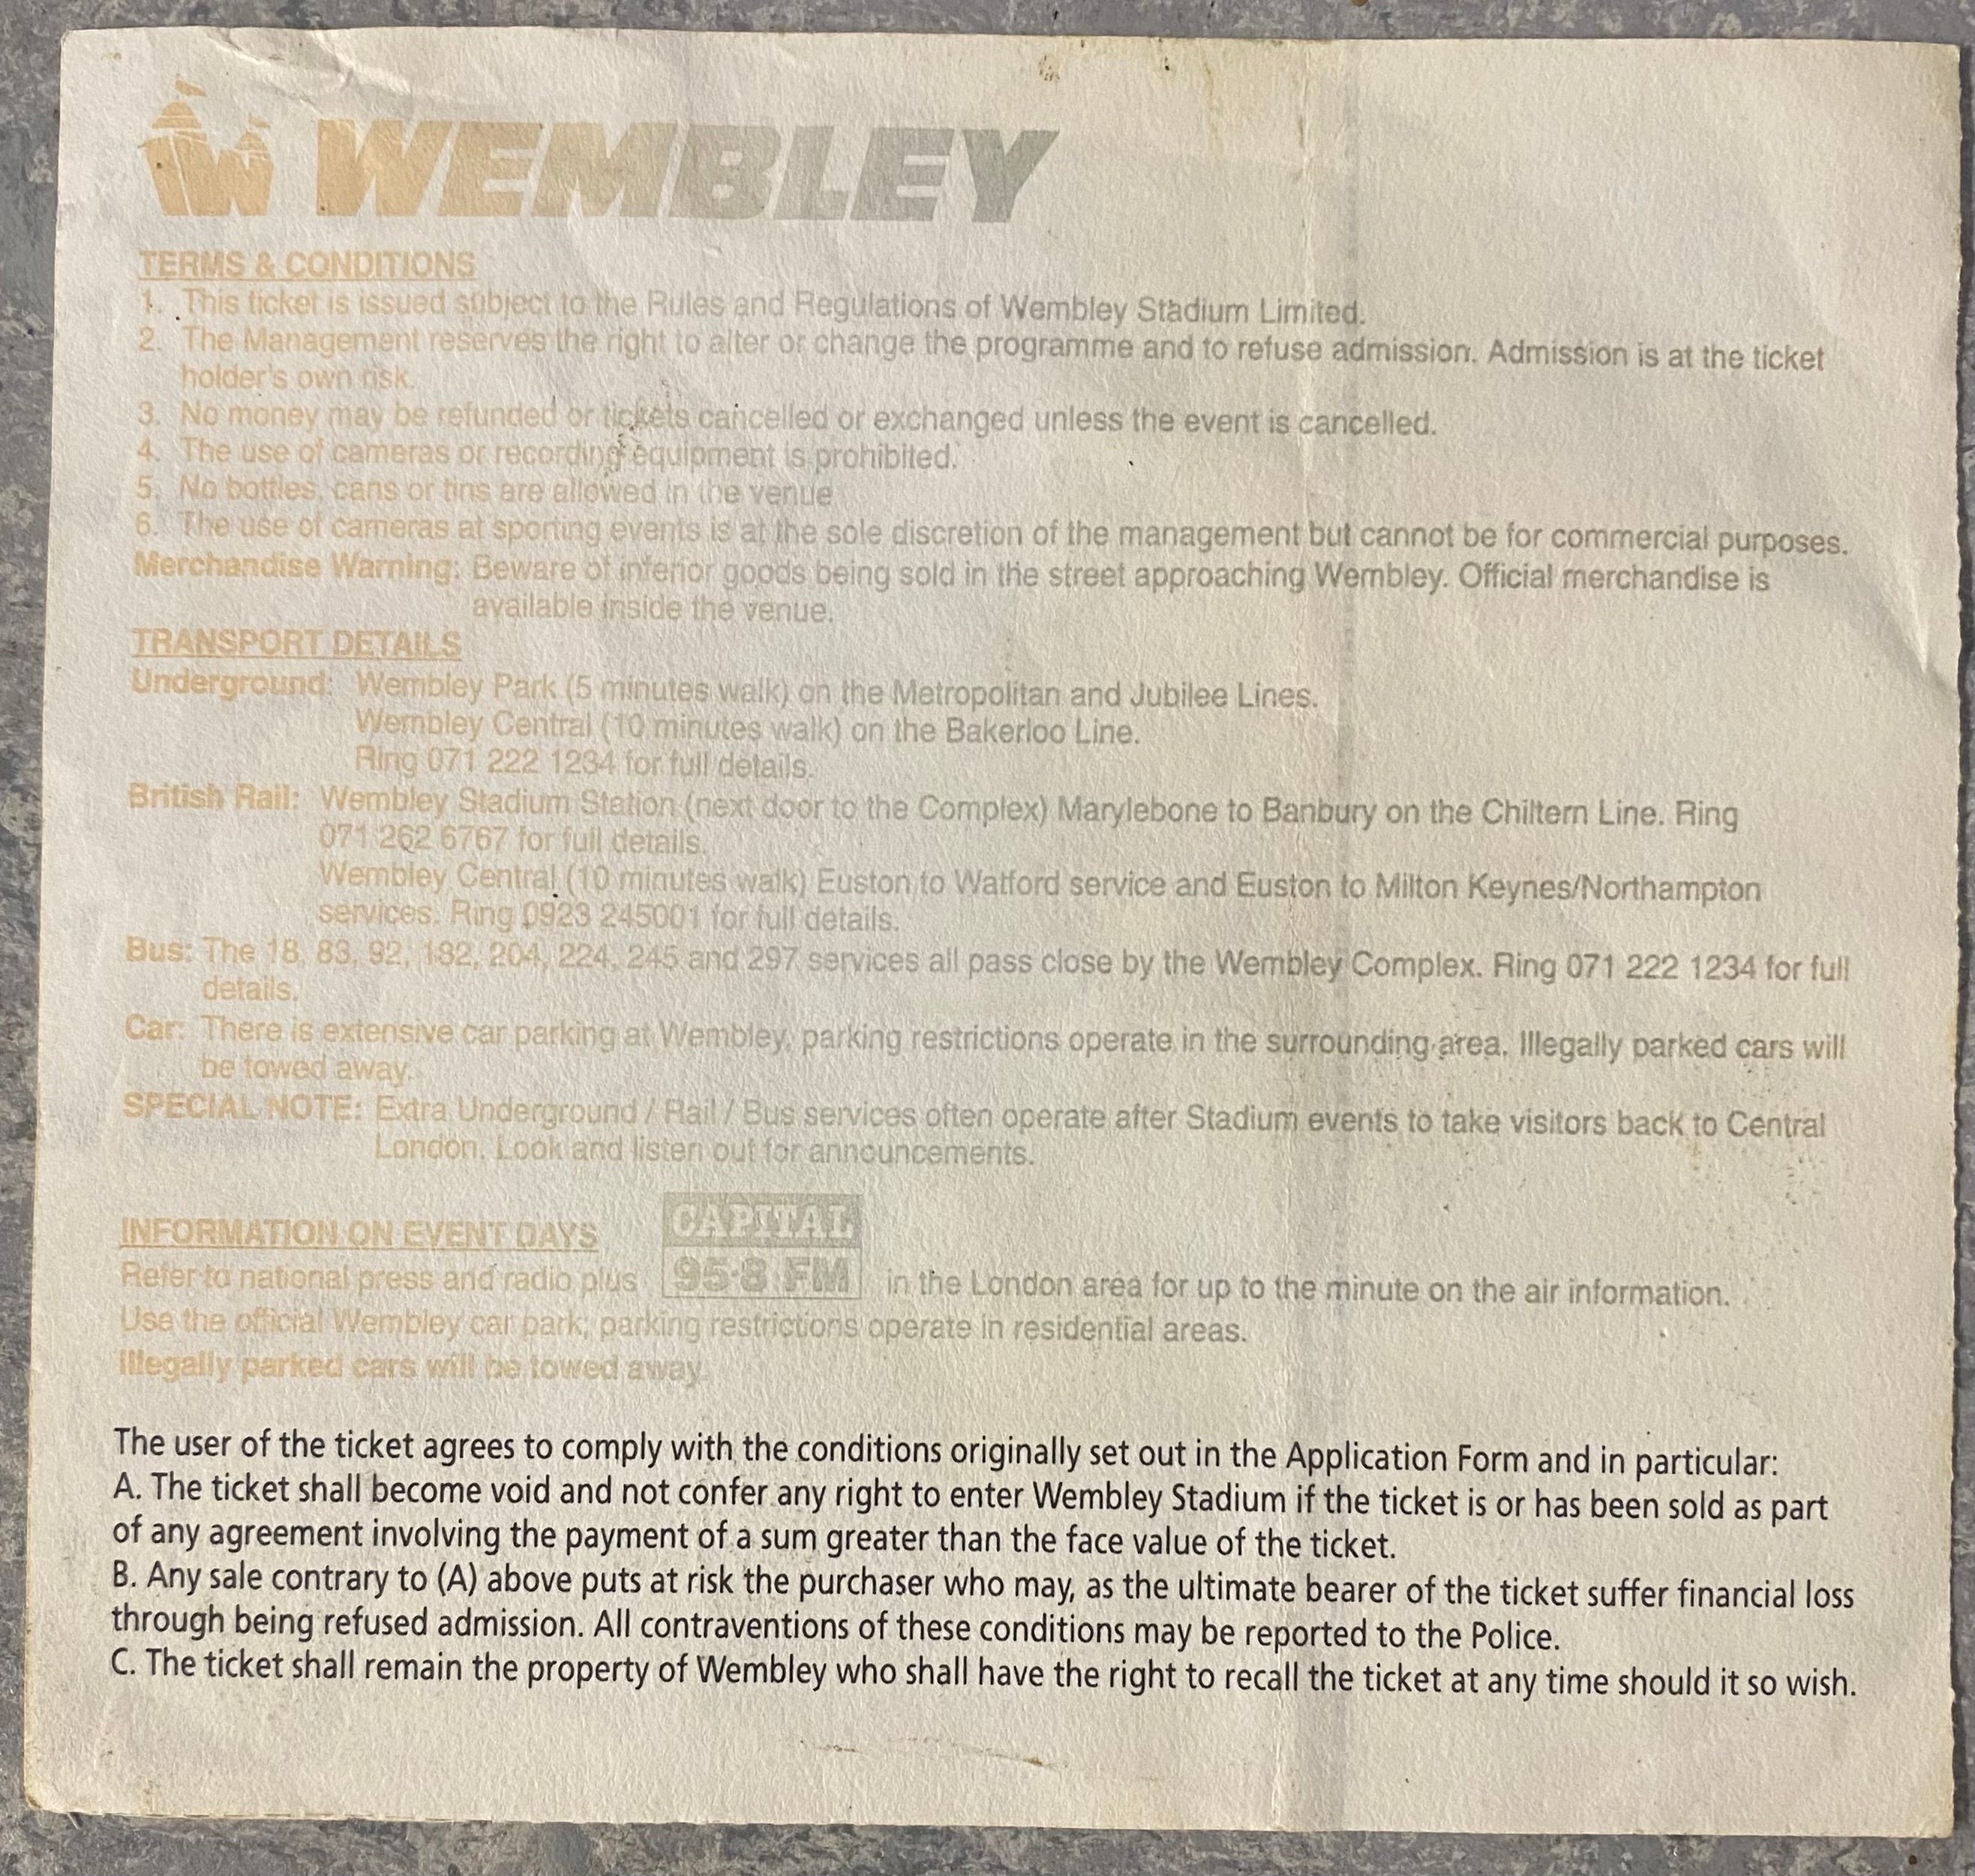 WEMBLEY
TERMS & CONDITIONS
1. This ticket is issued subject to the Rules and Regulations of Wembley Stadium Limited.
2. The Management reserves the right to alter or change the programme and to refuse admission. Admission is at the ticket
holder's own risk.
3. No money may be refunded or tickets cancelled or exchanged unless the event is cancelled.
4. The use of cameras or recording equipment is prohibited.
5. No bottles, cans or tins are allowed in the venue
6. The use of cameras at sporting events is at the sole discretion of the management but cannot be for commercial purposes.
Merchandise Warning: Beware of inferior goods being sold in the street approaching Wembley. Official merchandise is
available inside the venue.
TRANSPORT DETAILS
Underground: Wembley Park (5 minutes walk) on the Metropolitan and Jubilee Lines.
Wembley Central (10 minutes walk) on the Bakerloo Line.
Ring 071 222 1234 for full details.
British Rail: Wembley Stadium Station (next door to the Complex) Marylebone to Banbury on the Chiltern Line. Ring
071 262 6767 for full details.
Wembley Central (10 minutes walk) Euston to Watford service and Euston to Milton Keynes/Northampton
services. Ring 0923 245001 for full details.
Bus: The 18, 83, 92, 182, 204, 224, 245 and 297 services all pass close by the Wembley Complex. Ring 071 222 1234 for full
details.
Car: There is extensive car parking at Wembley, parking restrictions operate in the surrounding area. Illegally parked cars will
be towed away.
SPECIAL NOTE: Extra Underground / Rail / Bus services often operate after Stadium events to take visitors back to Central
London. Look and listen out for announcements.
INFORMATION ON EVENT DAYS
Refer to national press and radio plus CAPITAL 95·8 FM in the London area for up to the minute on the air information.
Use the official Wembley car park; parking restrictions operate in residential areas.
Illegally parked cars will be towed away.
The user of the ticket agrees to comply with the conditions originally set out in the Application Form and in particular:
A. The ticket shall become void and not confer any right to enter Wembley Stadium if the ticket is or has been sold as part
of any agreement involving the payment of a sum greater than the face value of the ticket.
B. Any sale contrary to (A) above puts at risk the purchaser who may, as the ultimate bearer of the ticket suffer financial loss
through being refused admission. All contraventions of these conditions may be reported to the Police.
C. The ticket shall remain the property of Wembley who shall have the right to recall the ticket at any time should it so wish.